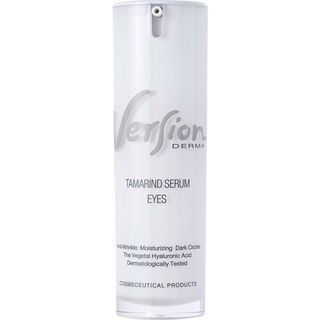 Version
DERMA
TAMARIND SERUM
EYES
Anti-Wrinkle Moisturizing Dark Circles
The Vegetal Hyaluronic Acid
Dermatologically Tested
COSMECEUTICAL PRODUCTS